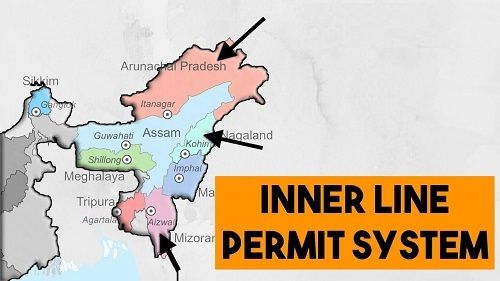 Arunachal Pradesh
Sikkim
Gangtok
Itanagar
Guwahati
Assam
Nagaland
Kohim
Shillong
Imphal
Meghalaya
Ma
Tripura
Agartala
Aizwal
Mizoram
INNER LINE
PERMIT SYSTEM